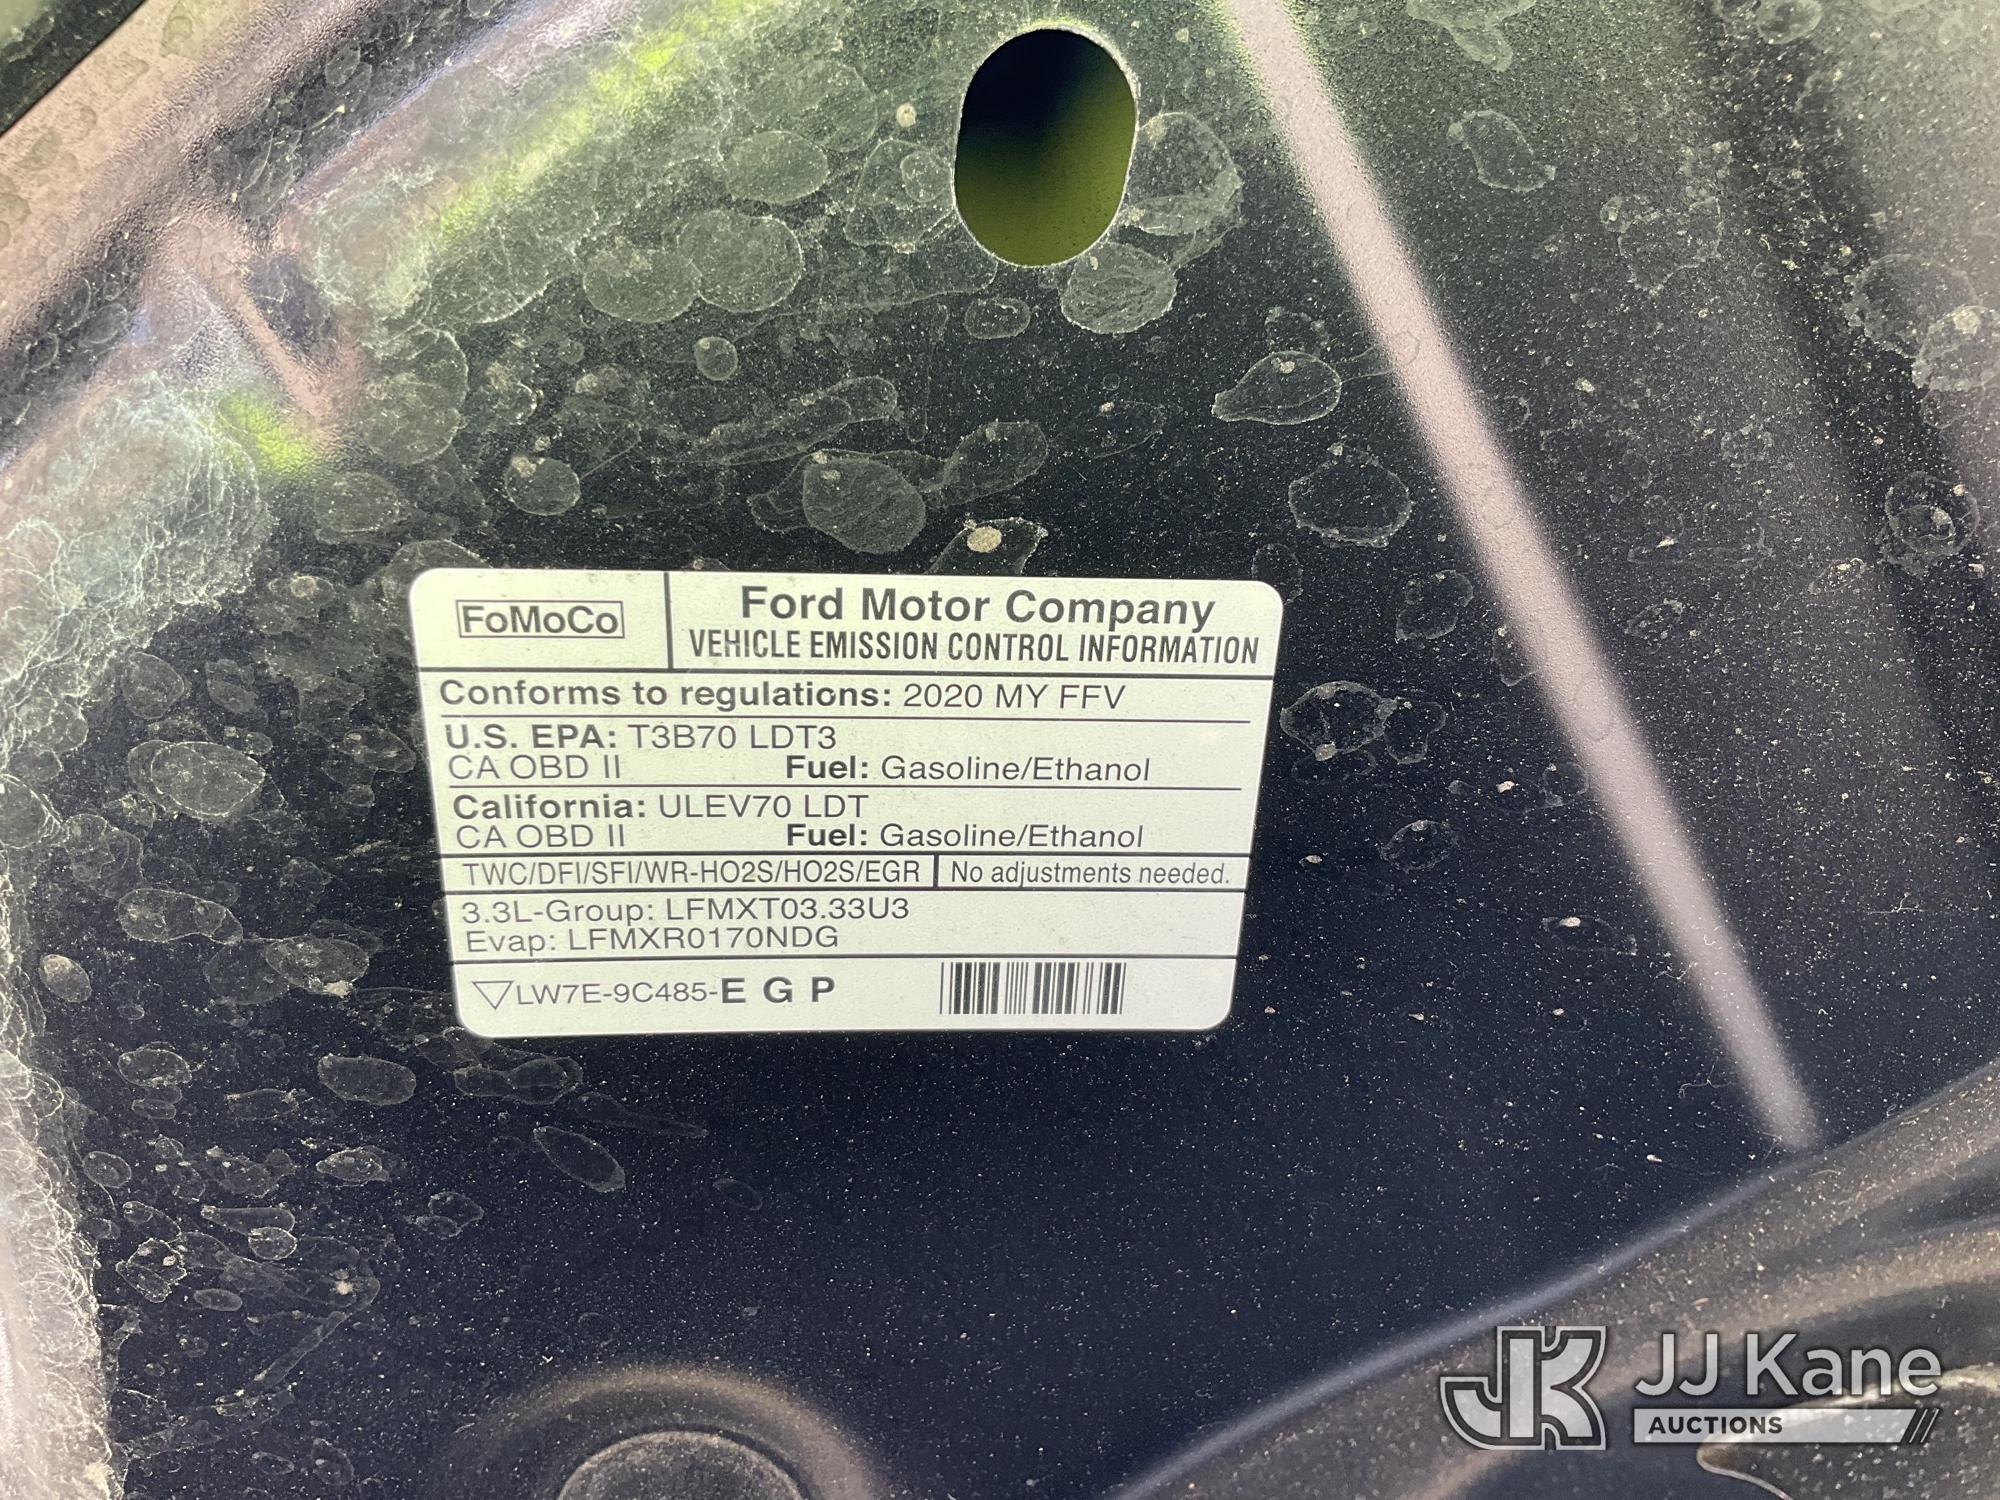 FoMoCo
Ford Motor Company
VEHICLE EMISSION CONTROL INFORMATION
Conforms to regulations: 2020 MY FFV
U.S. EPA: T3B70 LDT3
CA OBD II Fuel: Gasoline/Ethanol
California: ULEV70 LDT
CA OBD II Fuel: Gasoline/Ethanol
TWC/DFI/SFI/WR-HO2S/HO2S/EGR No adjustments needed.
3.3L-Group: LFMXT03.33U3
Evap: LFMXR0170NDG
LW7E-9C485-E G P
JK JJ Kane
AUCTIONS